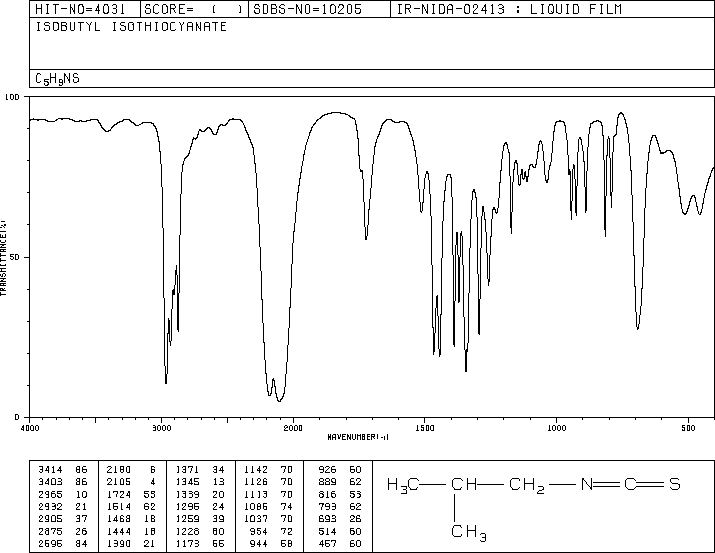 HIT-NO=4031 SCORE= ( ) SDBS-NO=10205 IR-NIDA-02413 : LIQUID FILM
ISOBUTYL ISOTHIOCYANATE
C5H9NS
100
50
0
TRANSMITTANCE(%)
4000 3000 2000 1500 1000 500
WAVENUMBER(-1)
3414 86 2180 6 1371 34 1142 70 926 60
3403 86 2105 4 1345 13 1126 70 889 62
2965 10 1724 55 1339 20 1113 70 816 53
2932 21 1514 62 1295 24 1086 74 793 62
2905 37 1468 18 1259 39 1037 70 693 26
2875 26 1444 18 1228 60 954 72 514 60
2596 84 1390 21 1173 55 944 58 457 60
H3C CH CH2 N C S
CH3